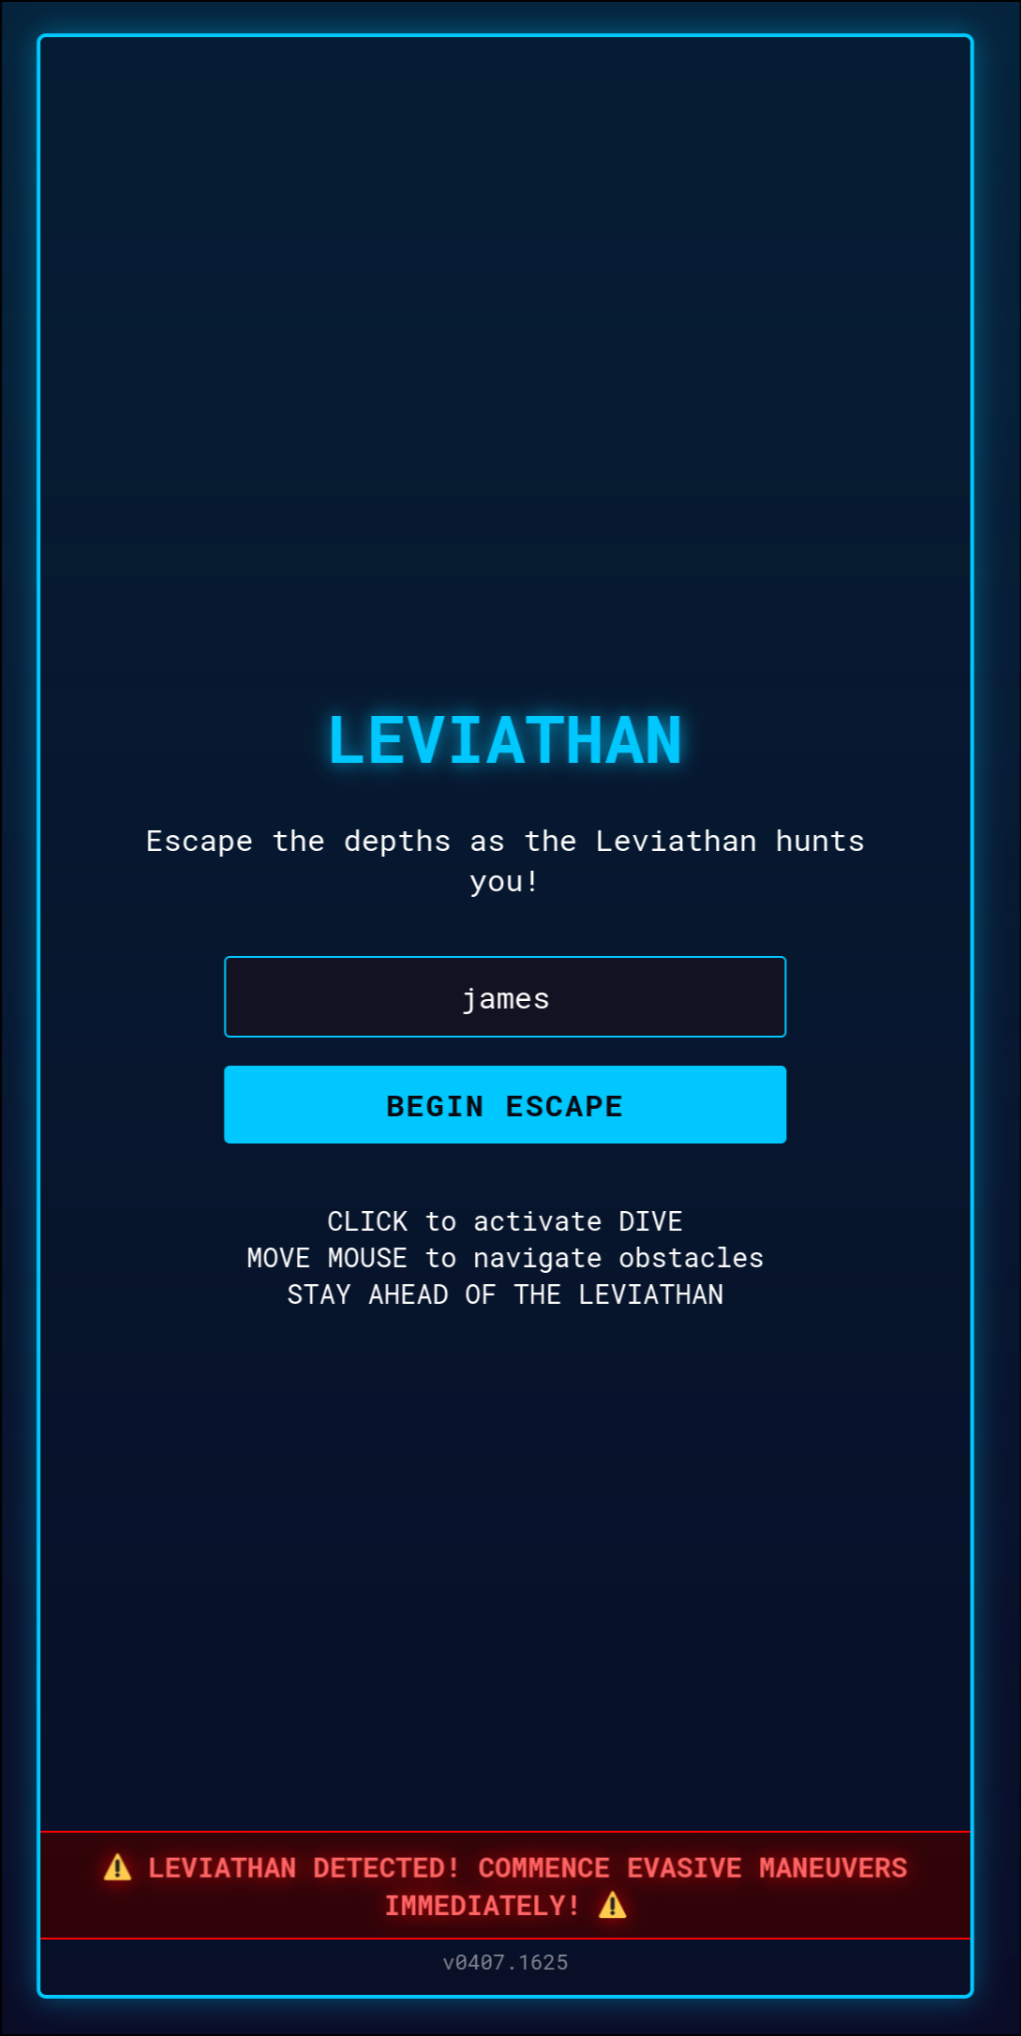 LEVIATHAN
Escape the depths as the Leviathan hunts
you!
james
BEGIN ESCAPE
CLICK to activate DIVE
MOVE MOUSE to navigate obstacles
STAY AHEAD OF THE LEVIATHAN
⚠️ LEVIATHAN DETECTED! COMMENCE EVASIVE MANEUVERS
IMMEDIATELY! ⚠️
v0407.1625